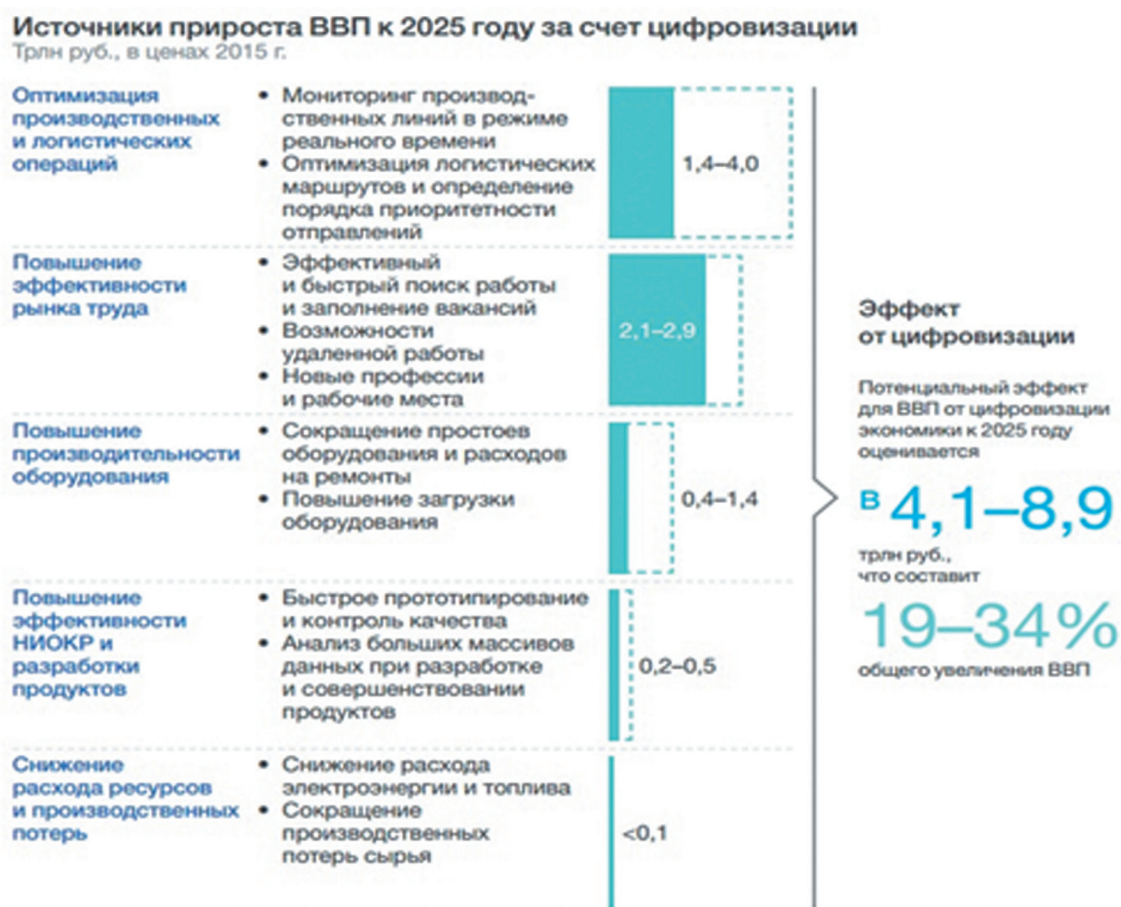 Источники прироста ВВП к 2025 году за счет цифровизации
Трлн руб., в ценах 2015 г.
Оптимизация
производственных
и логистических
операций
• Мониторинг производ-
ственных линий в режиме
реального времени
• Оптимизация логистических
маршрутов и определение
порядка приоритетности
отправлений
1,4–4,0
Повышение
эффективности
рынка труда
• Эффективный
и быстрый поиск работы
и заполнение вакансий
• Возможности
удаленной работы
• Новые профессии
и рабочие места
2,1–2,9
Повышение
производительности
оборудования
• Сокращение простоев
оборудования и расходов
на ремонты
• Повышение загрузки
оборудования
0,4–1,4
Повышение
эффективности
НИОКР и
разработки
продуктов
• Быстрое прототипирование
и контроль качества
• Анализ больших массивов
данных при разработке
и совершенствовании
продуктов
0,2–0,5
Снижение
расхода ресурсов
и производственных
потерь
• Снижение расхода
электроэнергии и топлива
• Сокращение
производственных
потерь сырья
<0,1
Эффект
от цифровизации
Потенциальный эффект
для ВВП от цифровизации
экономики к 2025 году
оценивается
в 4,1–8,9
трлн руб.,
что составит
19–34%
общего увеличения ВВП